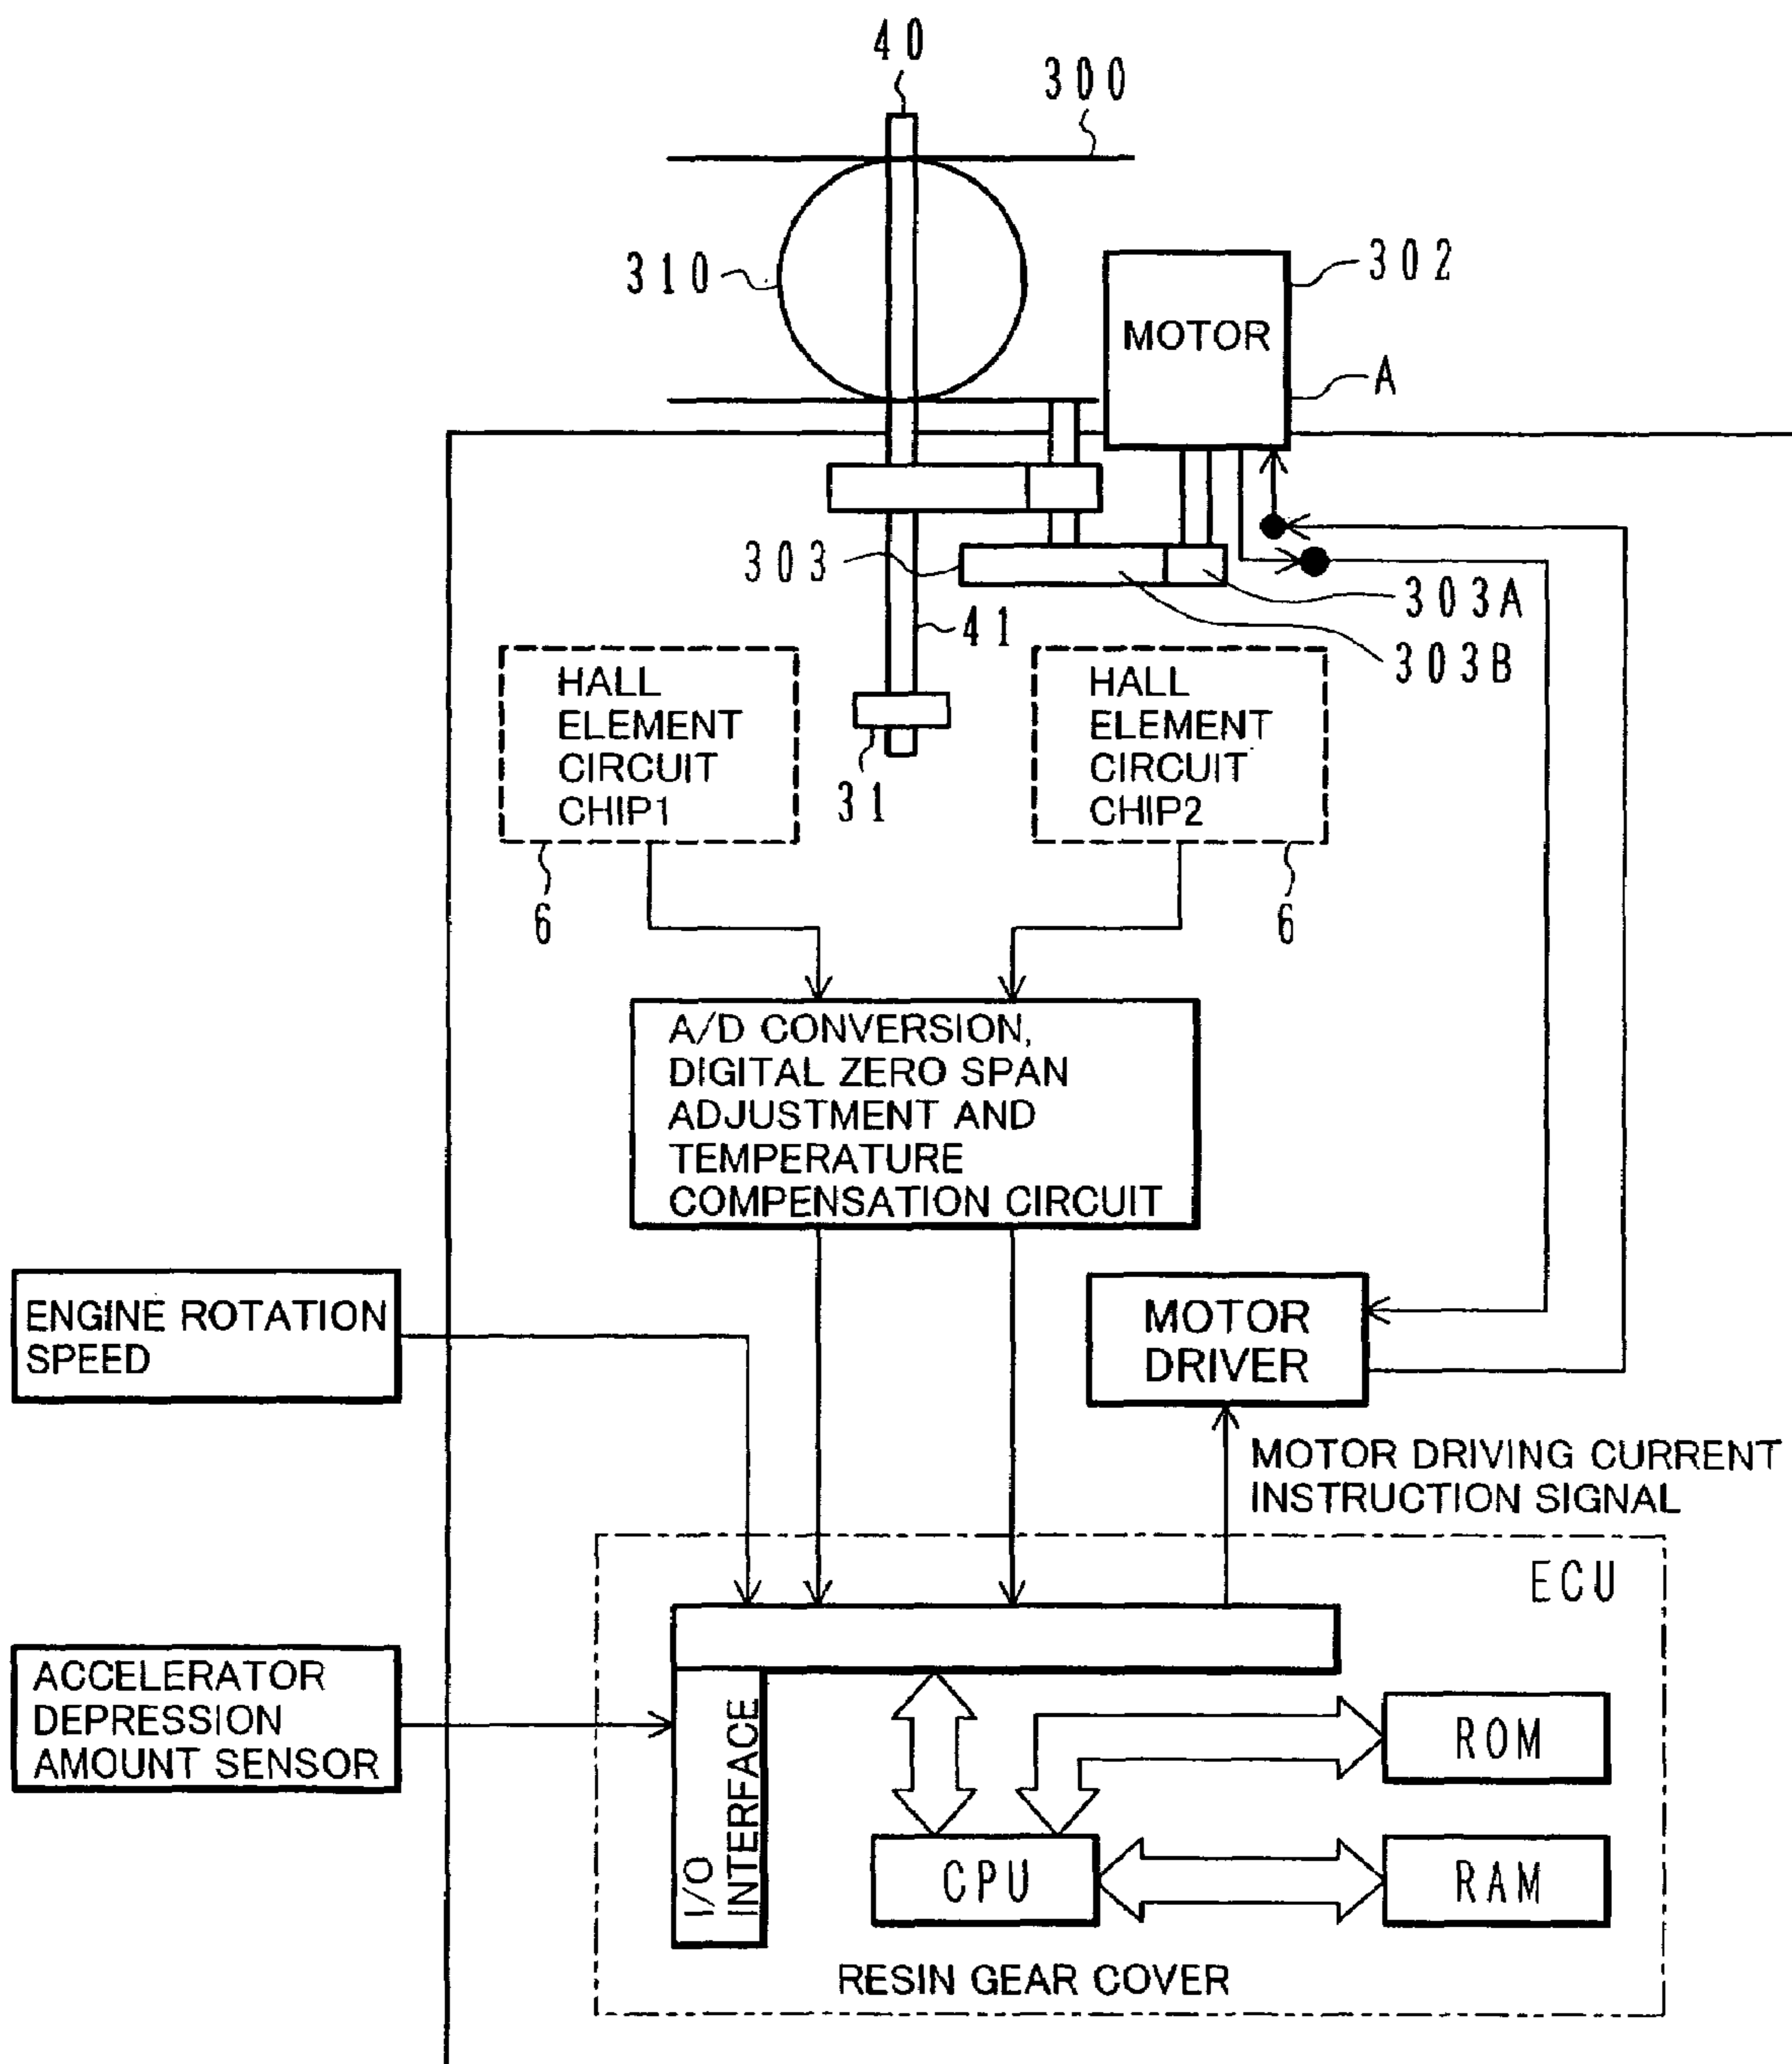 40
300
310
302
MOTOR
A
303
303A
41
303B
HALL
ELEMENT
CIRCUIT
CHIP1
HALL
ELEMENT
CIRCUIT
CHIP2
31
6
6
A/D CONVERSION,
DIGITAL ZERO SPAN
ADJUSTMENT AND
TEMPERATURE
COMPENSATION CIRCUIT
ENGINE ROTATION
SPEED
MOTOR
DRIVER
MOTOR DRIVING CURRENT
INSTRUCTION SIGNAL
ECU
ACCELERATOR
DEPRESSION
AMOUNT SENSOR
I/O
INTERFACE
ROM
CPU
RAM
RESIN GEAR COVER